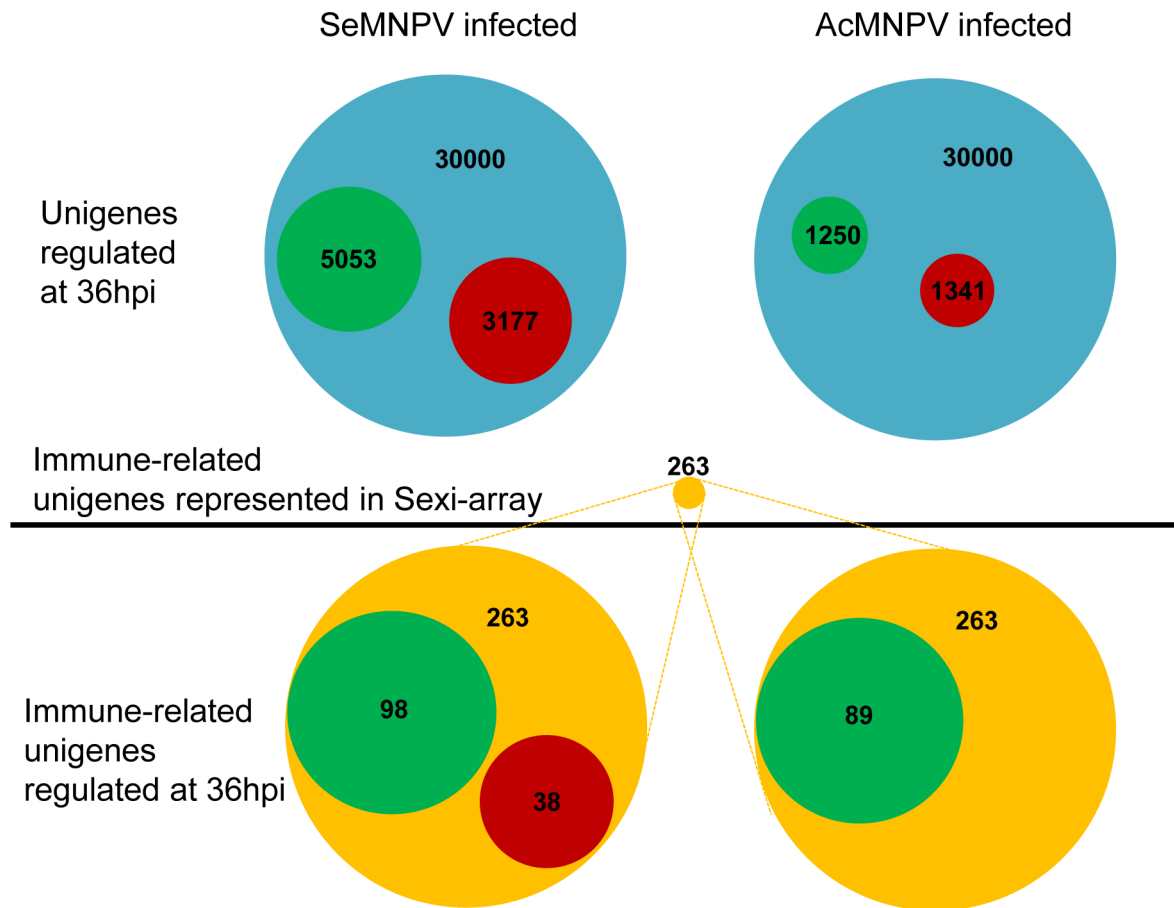 SeMNPV infected
AcMNPV infected
Unigenes
regulated
at 36hpi
30000
5053
3177
30000
1250
1341
Immune-related
unigenes represented in Sexi-array
263
Immune-related
unigenes
regulated at 36hpi
263
98
38
263
89